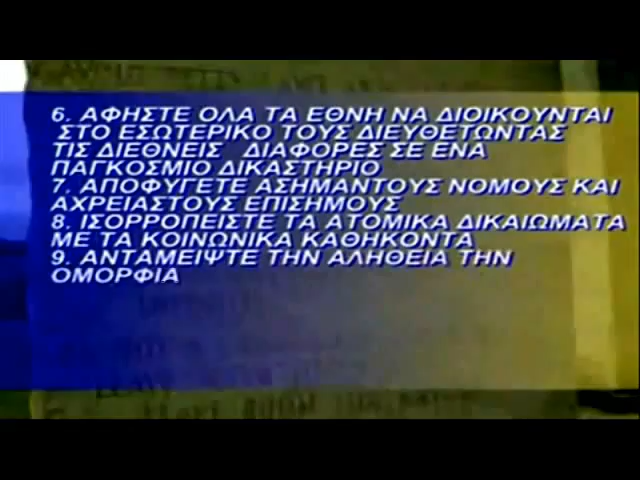 6. ΑΦΗΣΤΕ ΟΛΑ ΤΑ ΕΘΝΗ ΝΑ ΔΙΟΙΚΟΥΝΤΑΙ
ΣΤΟ ΕΣΩΤΕΡΙΚΟ ΤΟΥΣ ΔΙΕΥΘΕΤΩΝΤΑΣ
ΤΙΣ ΔΙΕΘΝΕΙΣ ΔΙΑΦΟΡΕΣ ΣΕ ΕΝΑ
ΠΑΓΚΟΣΜΙΟ ΔΙΚΑΣΤΗΡΙΟ
7. ΑΠΟΦΥΓΕΤΕ ΑΣΗΜΑΝΤΟΥΣ ΝΟΜΟΥΣ ΚΑΙ
ΑΧΡΕΙΑΣΤΟΥΣ ΕΠΙΣΗΜΟΥΣ
8. ΙΣΟΡΡΟΠΕΙΣΤΕ ΤΑ ΑΤΟΜΙΚΑ ΔΙΚΑΙΩΜΑΤΑ
ΜΕ ΤΑ ΚΟΙΝΩΝΙΚΑ ΚΑΘΗΚΟΝΤΑ
9. ΑΝΤΑΜΕΙΨΤΕ ΤΗΝ ΑΛΗΘΕΙΑ ΤΗΝ
ΟΜΟΡΦΙΑ